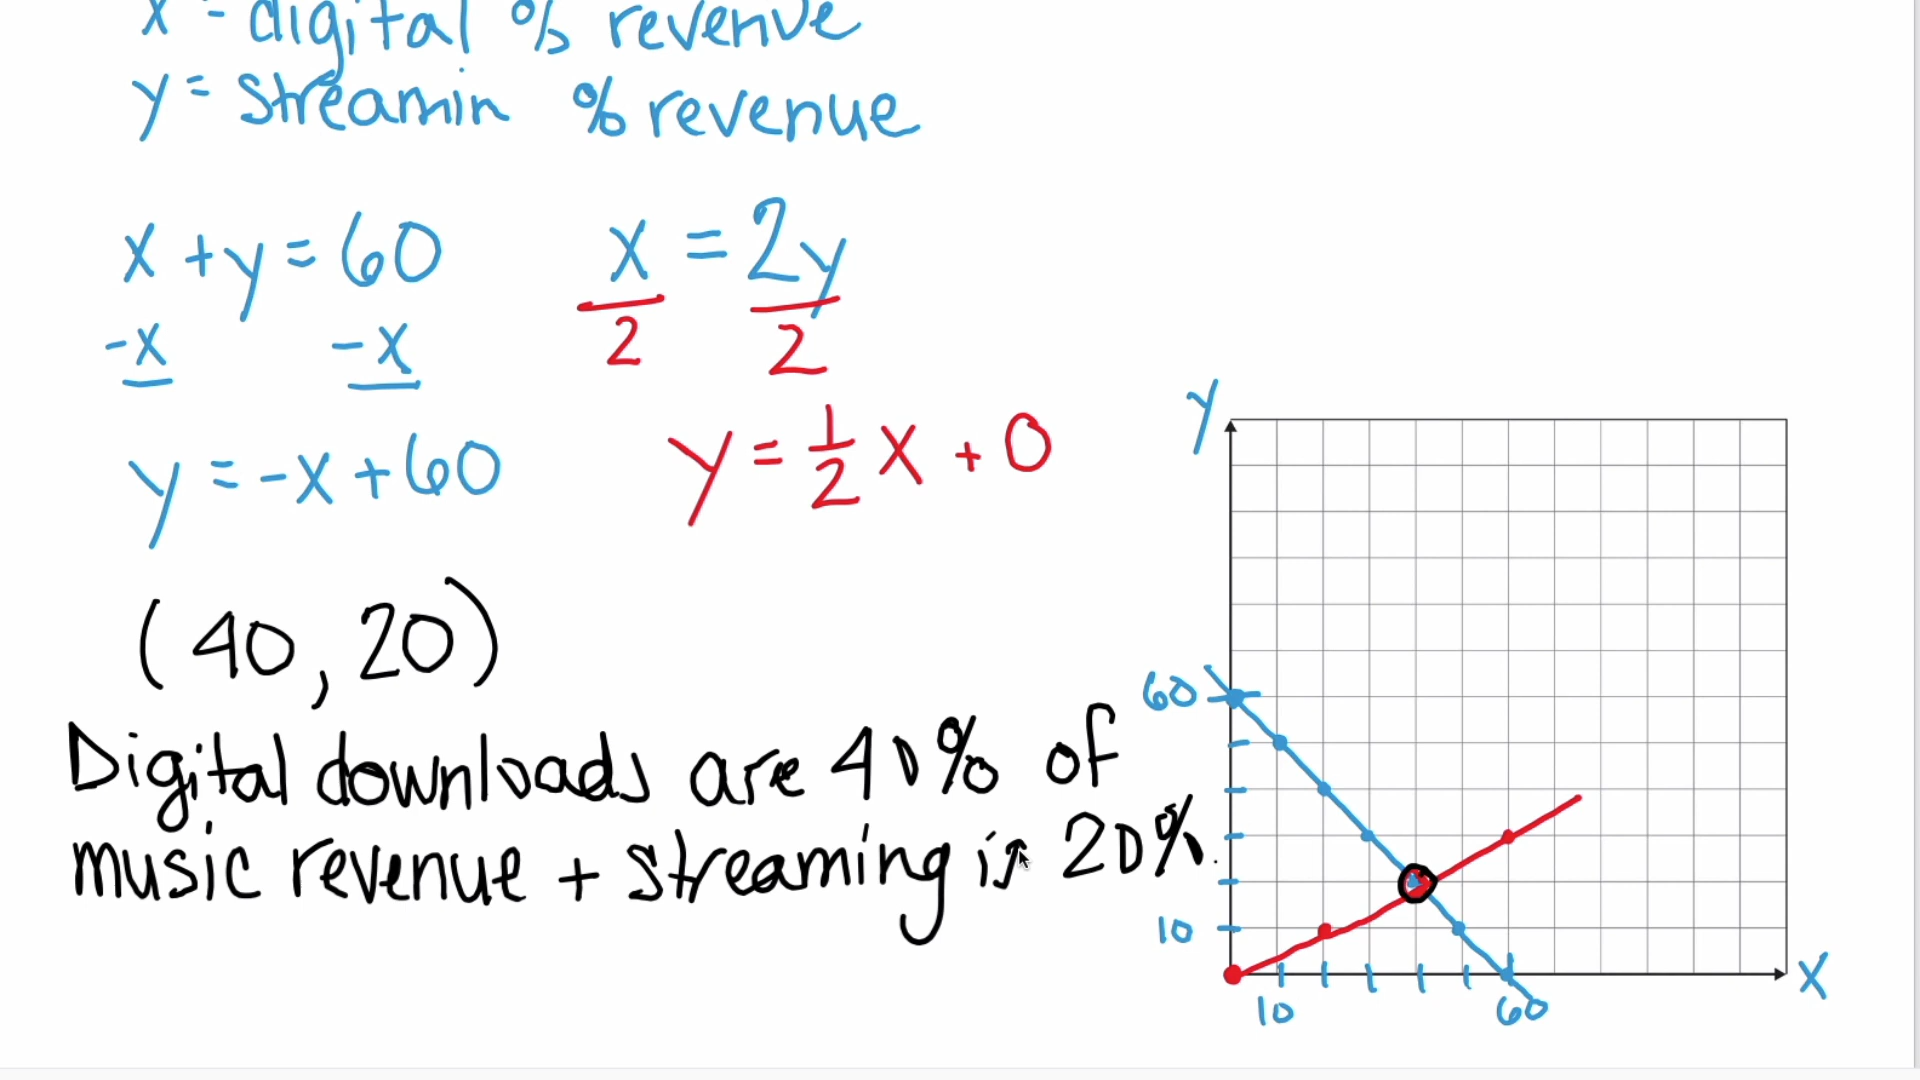 x = digital % revenue
y = streamin % revenue
x + y = 60
x = 2y
-x -x
2 2
y = -x + 60
y = 1/2 x + 0
(40, 20)
Digital downloads are 40% of
music revenue + streaming is 20%.
y
60
10
x
10 60